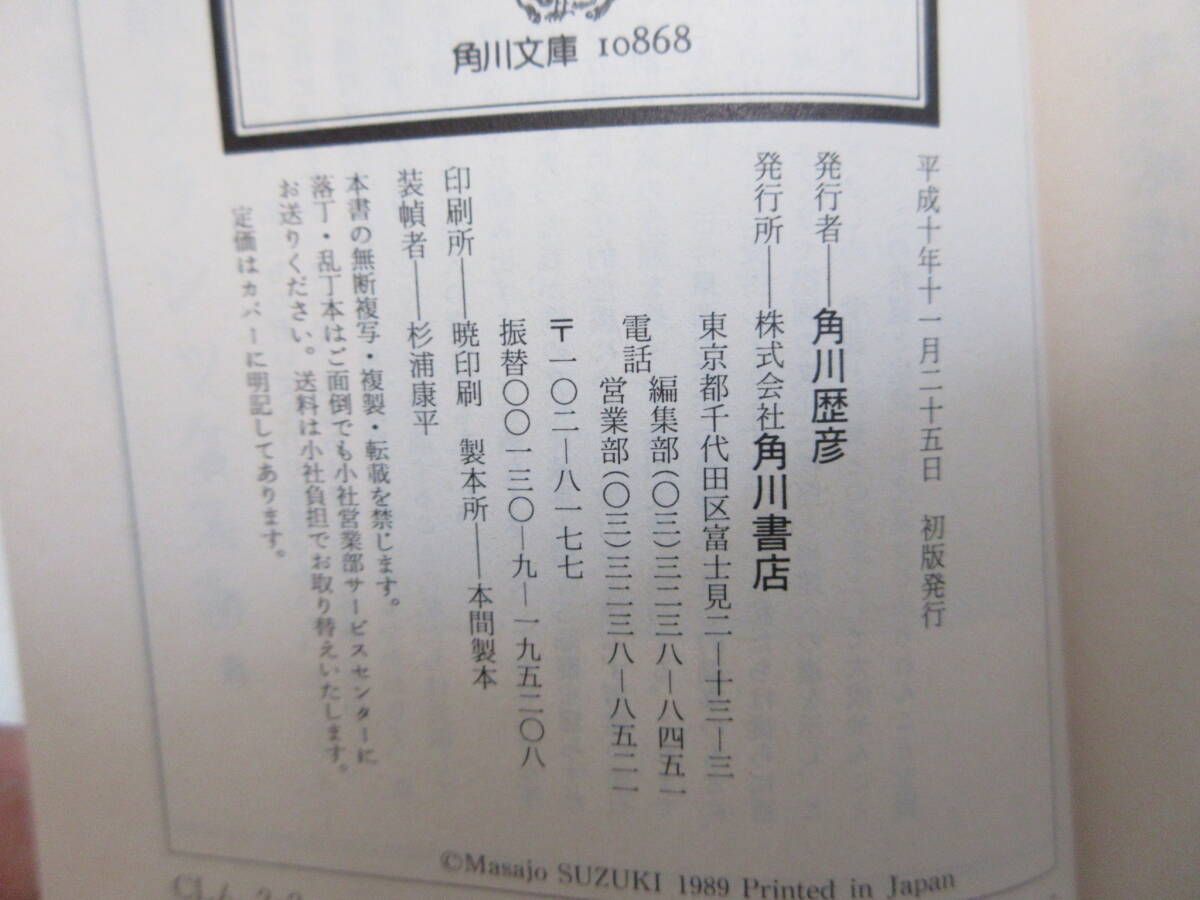 角川文庫 10868
平成十年十一月二十五日 初版発行
発行者――角川歴彦
発行所――株式会社角川書店
東京都千代田区富士見二―十三―三
電話 編集部(〇三)三二三八―八四五一
営業部(〇三)三二三八―八五二一
〒一〇二―八一七七
振替〇〇一三〇―九―一九五二〇八
印刷所――暁印刷 製本所――本間製本
装幀者――杉浦康平
本書の無断複写・複製・転載を禁じます。
落丁・乱丁本はご面倒でも小社営業部サービスセンターに
お送りください。送料は小社負担でお取り替えいたします。
定価はカバーに明記してあります。
©Masajo SUZUKI 1989 Printed in Japan